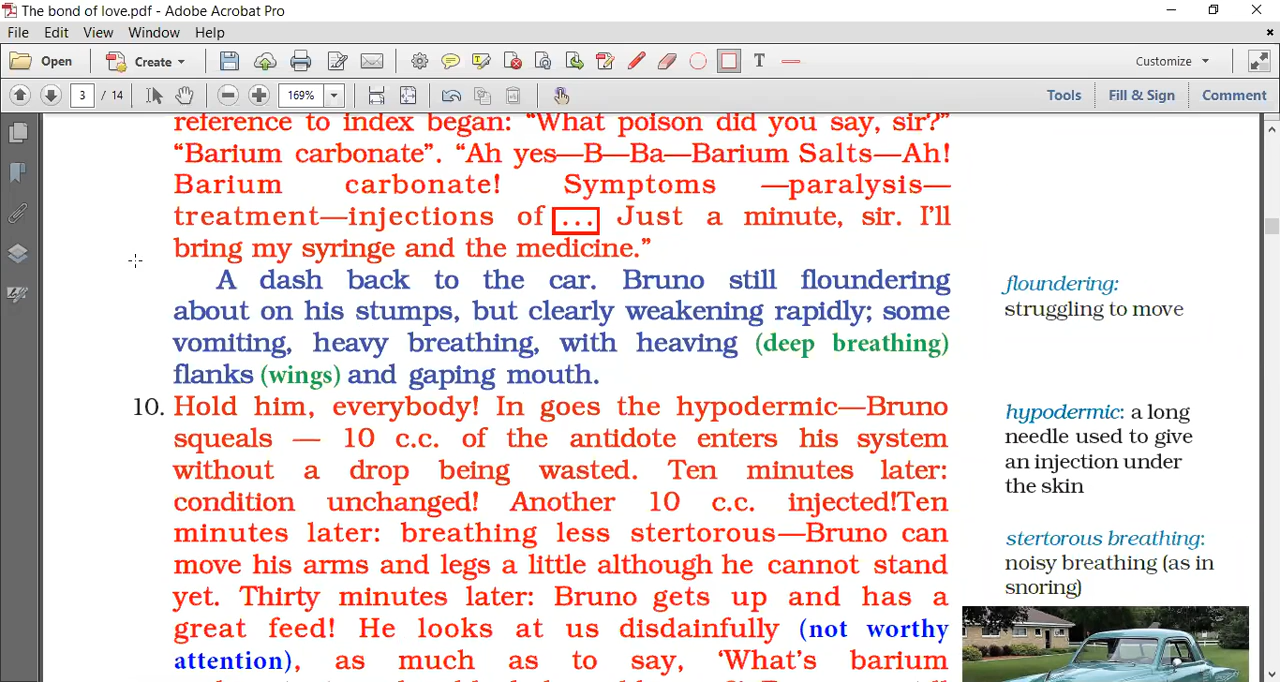 The bond of love.pdf - Adobe Acrobat Pro
File Edit View Window Help
Open Create Customize
3 / 14 169% Tools Fill & Sign Comment
reference to index began: “What poison did you say, sir?”
“Barium carbonate”. “Ah yes—B—Ba—Barium Salts—Ah!
Barium carbonate! Symptoms —paralysis—
treatment—injections of ... Just a minute, sir. I’ll
bring my syringe and the medicine.”
A dash back to the car. Bruno still floundering
about on his stumps, but clearly weakening rapidly; some
vomiting, heavy breathing, with heaving (deep breathing)
flanks (wings) and gaping mouth.
floundering:
struggling to move
10. Hold him, everybody! In goes the hypodermic—Bruno
squeals — 10 c.c. of the antidote enters his system
without a drop being wasted. Ten minutes later:
condition unchanged! Another 10 c.c. injected!Ten
minutes later: breathing less stertorous—Bruno can
move his arms and legs a little although he cannot stand
yet. Thirty minutes later: Bruno gets up and has a
great feed! He looks at us disdainfully (not worthy
attention), as much as to say, ‘What’s barium
hypodermic: a long
needle used to give
an injection under
the skin
stertorous breathing:
noisy breathing (as in
snoring)